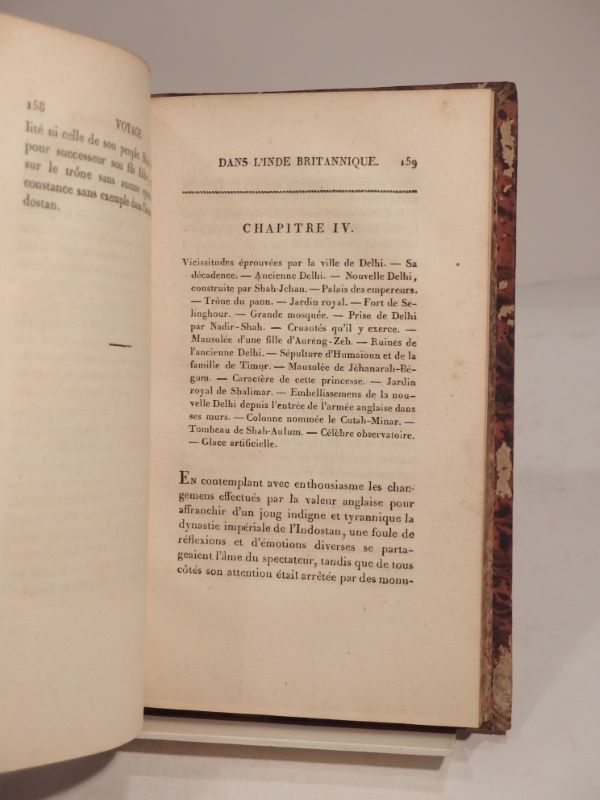 158 VOYAGE
lité ni celle de son peuple.
pour successeur son fils
sur le trône sans aucune
constance sans exemple dans
dostan.
DANS L'INDE BRITANNIQUE. 159
CHAPITRE IV.
Vicissitudes éprouvées par la ville de Delhi. — Sa
décadence. — Ancienne Delhi. — Nouvelle Delhi,
construite par Shah-Jehan. — Palais des empereurs.
— Trône du paon. — Jardin royal. — Fort de Se-
linghour. — Grande mosquée. — Prise de Delhi
par Nadir-Shah. — Cruautés qu'il y exerce. —
Mausolée d'une fille d'Aureng-Zeb. — Ruines de
l'ancienne Delhi. — Sépulture d'Humaïoun et de la
famille de Timur. — Mausolée de Jéhanarah-Bé-
gum. — Caractère de cette princesse. — Jardin
royal de Shalimar. — Embellissemens de la nou-
velle Delhi depuis l'entrée de l'armée anglaise dans
ses murs. — Colonne nommée le Cutab-Minar. —
Tombeau de Shab-Aulum. — Célèbre observatoire.
— Glace artificielle.
EN contemplant avec enthousiasme les chan-
gemens effectués par la valeur anglaise pour
affranchir d'un joug indigne et tyrannique la
dynastie impériale de l'Indostan, une foule de
réflexions et d'émotions diverses se parta-
geaient l'âme du spectateur, tandis que de tous
côtés son attention était arrêtée par des monu-